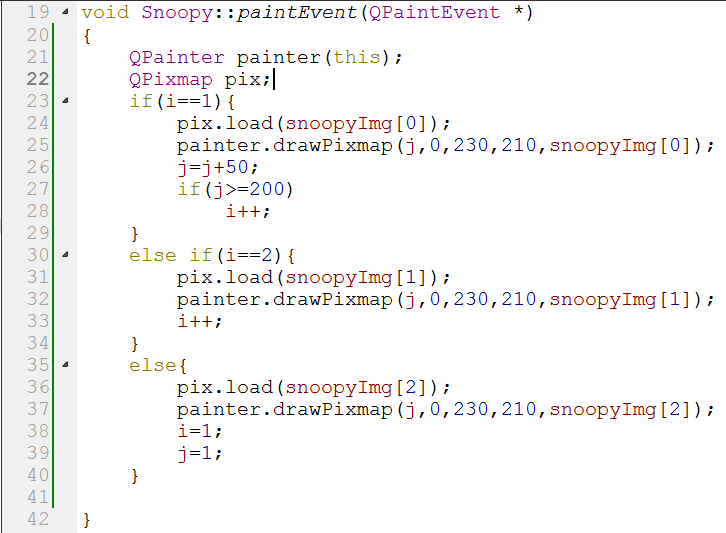 19 void Snoopy::paintEvent(QPaintEvent *)
20 {
21     QPainter painter(this);
22     QPixmap pix;
23     if(i==1){
24         pix.load(snoopyImg[0]);
25         painter.drawPixmap(j,0,230,210,snoopyImg[0]);
26         j=j+50;
27         if(j>=200)
28             i++;
29     }
30     else if(i==2){
31         pix.load(snoopyImg[1]);
32         painter.drawPixmap(j,0,230,210,snoopyImg[1]);
33         i++;
34     }
35     else{
36         pix.load(snoopyImg[2]);
37         painter.drawPixmap(j,0,230,210,snoopyImg[2]);
38         i=1;
39         j=1;
40     }
41
42 }